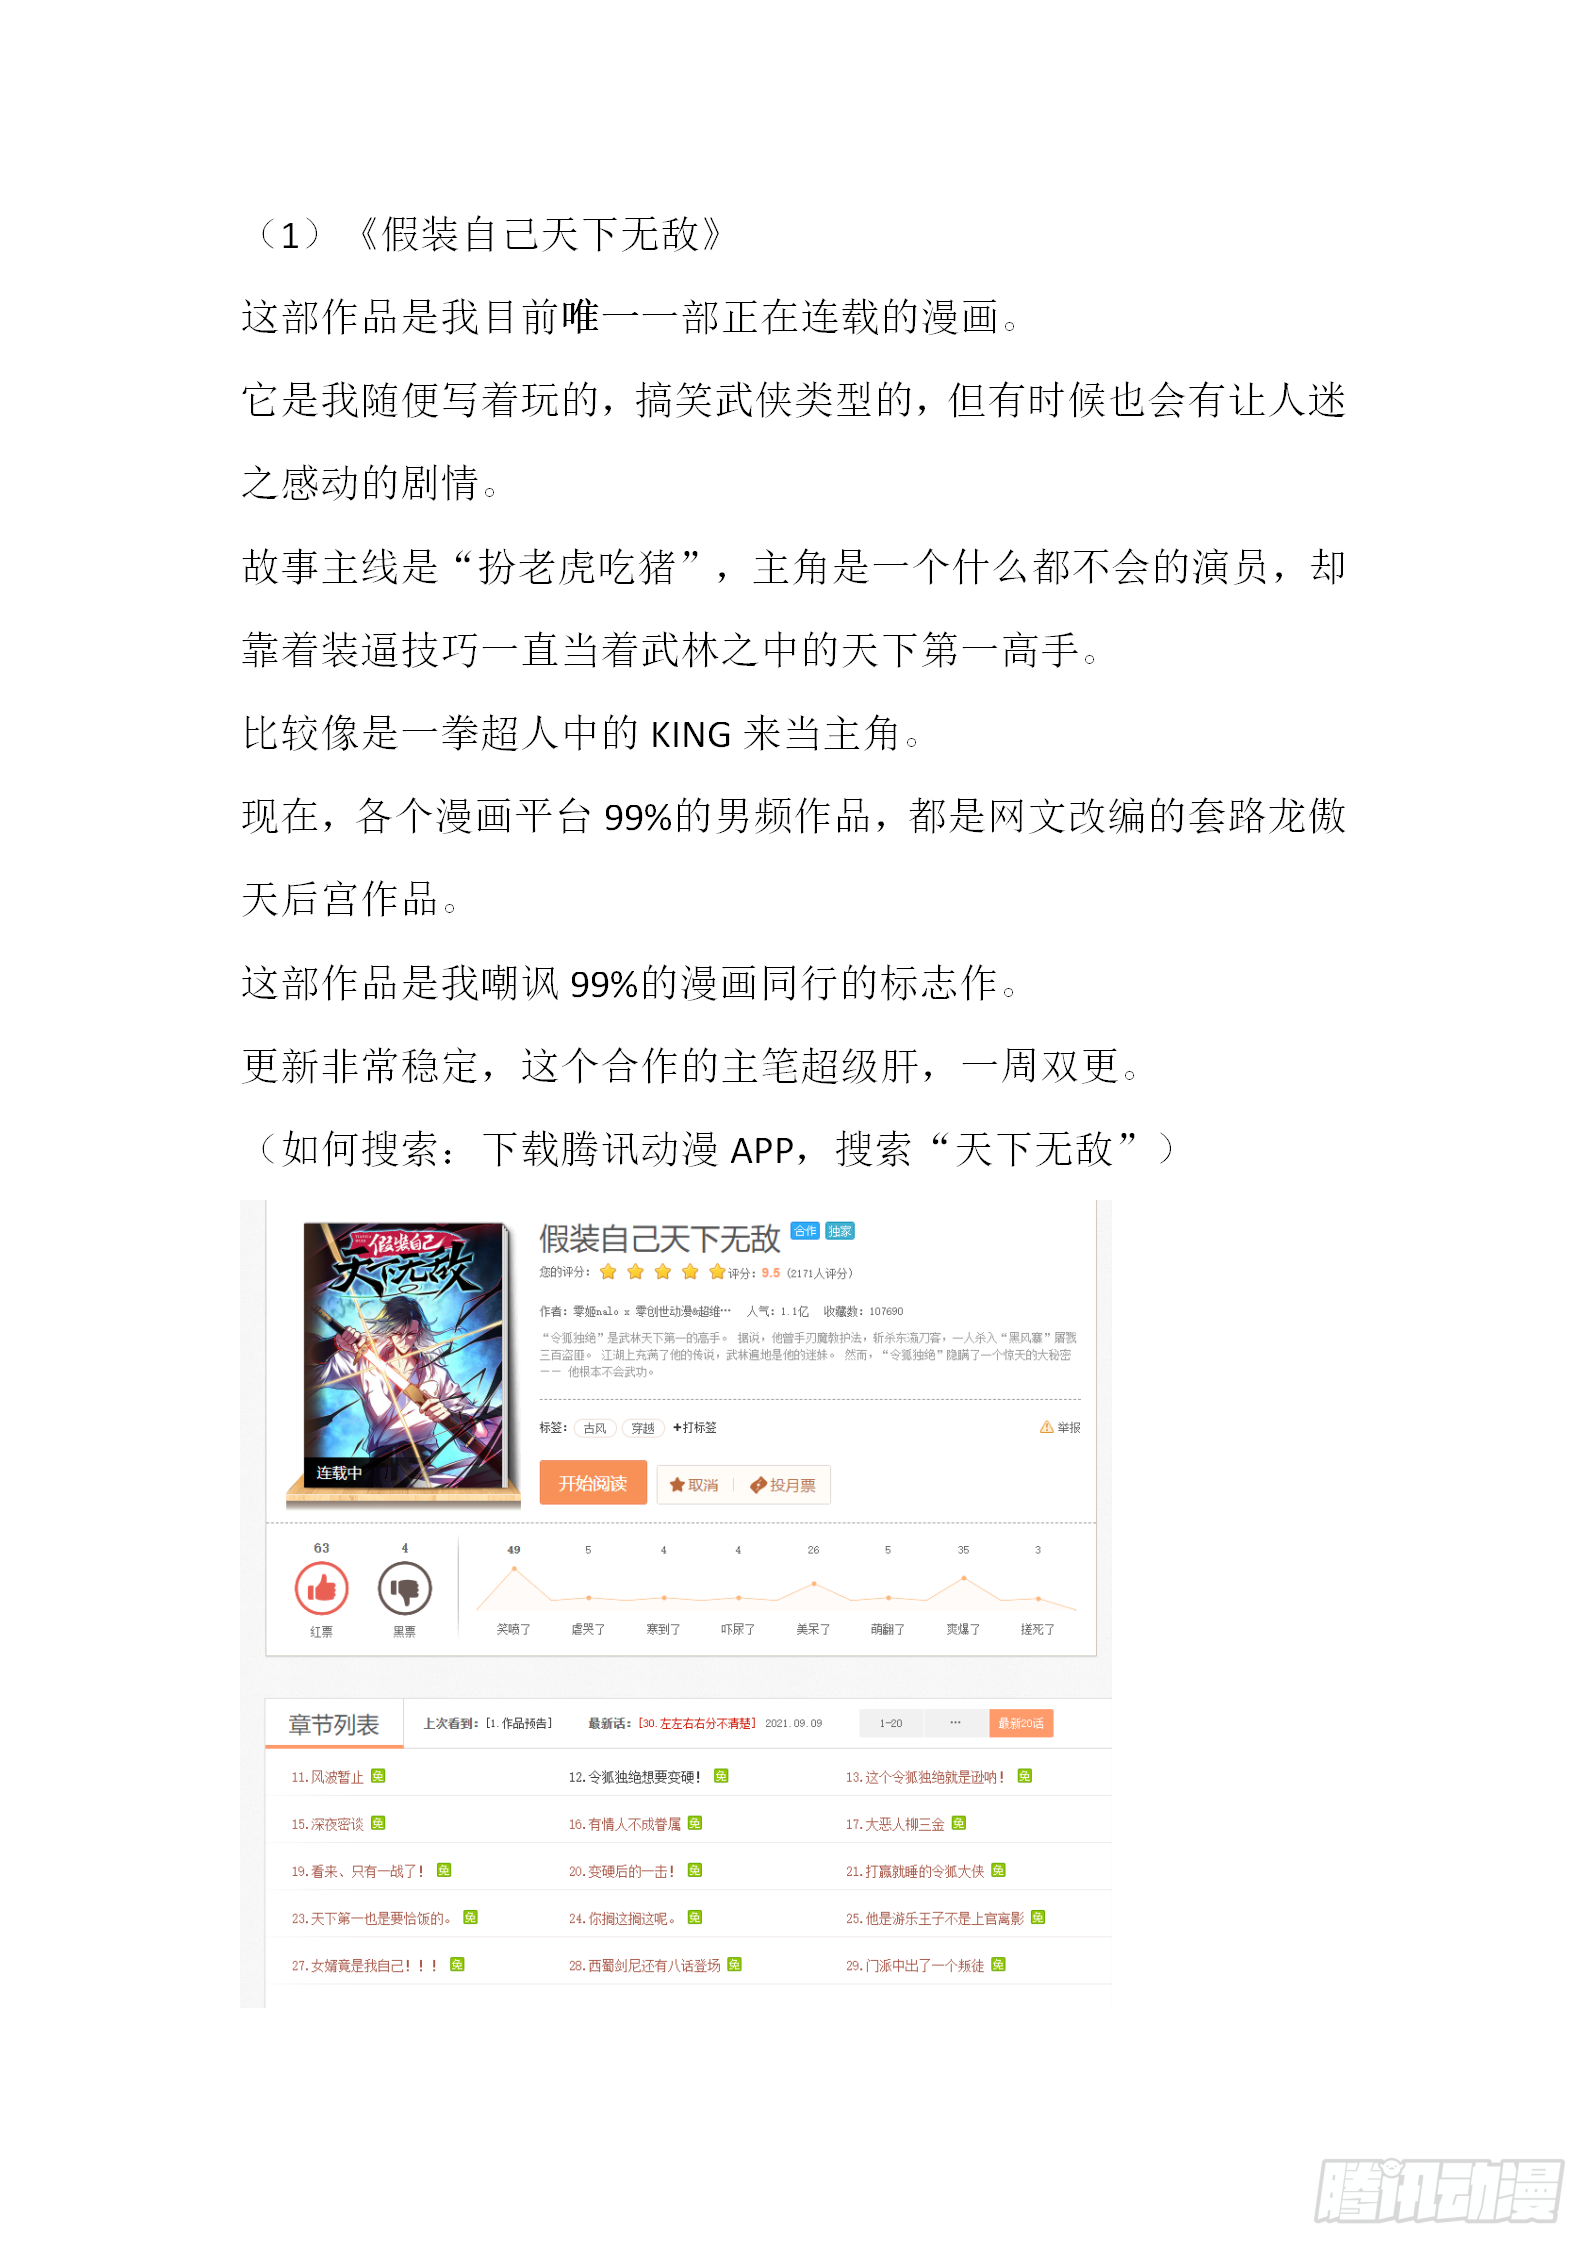 （1）《假装自己天下无敌》
这部作品是我目前唯一一部正在连载的漫画。
它是我随便写着玩的，搞笑武侠类型的，但有时候也会有让人迷
之感动的剧情。
故事主线是“扮老虎吃猪”，主角是一个什么都不会的演员，却
靠着装逼技巧一直当着武林之中的天下第一高手。
比较像是一拳超人中的 KING 来当主角。
现在，各个漫画平台 99%的男频作品，都是网文改编的套路龙傲
天后宫作品。
这部作品是我嘲讽 99%的漫画同行的标志作。
更新非常稳定，这个合作的主笔超级肝，一周双更。
（如何搜索：下载腾讯动漫 APP，搜索“天下无敌”）
假装自己
天下无敌
连载中
假装自己天下无敌 合作 独家
您的评分： 评分：9.5 (2171人评分)
作者：零姬nalo x 零创世动漫&超维… 人气：1.1亿 收藏数：107690
“令狐独绝”是武林天下第一的高手。 据说，他曾手刃魔教护法，斩杀东瀛刀客，一人杀入“黑风寨”屠戮
三百盗匪。 江湖上充满了他的传说，武林遍地是他的迷妹。 然而，“令狐独绝”隐瞒了一个惊天的大秘密
—— 他根本不会武功。
标签： 古风 穿越 +打标签 举报
开始阅读 取消 投月票
63 4 49 5 4 4 26 5 35 3
红票 黑票 笑喷了 虐哭了 寒到了 吓尿了 美呆了 萌翻了 爽爆了 搓死了
章节列表 上次看到：[1.作品预告] 最新话：[30.左左右右分不清楚] 2021.09.09 1-20 … 最新20话
11.风波暂止 免 12.令狐独绝想要变硬！ 免 13.这个令狐独绝就是逊呐！ 免
15.深夜密谈 免 16.有情人不成眷属 免 17.大恶人柳三金 免
19.看来、只有一战了！ 免 20.变硬后的一击！ 免 21.打赢就睡的令狐大侠 免
23.天下第一也是要恰饭的。 免 24.你搁这搁这呢。 免 25.他是游乐王子不是上官离影 免
27.女婿竟是我自己！！！ 免 28.西蜀剑尼还有八话登场 免 29.门派中出了一个叛徒 免
腾讯动漫